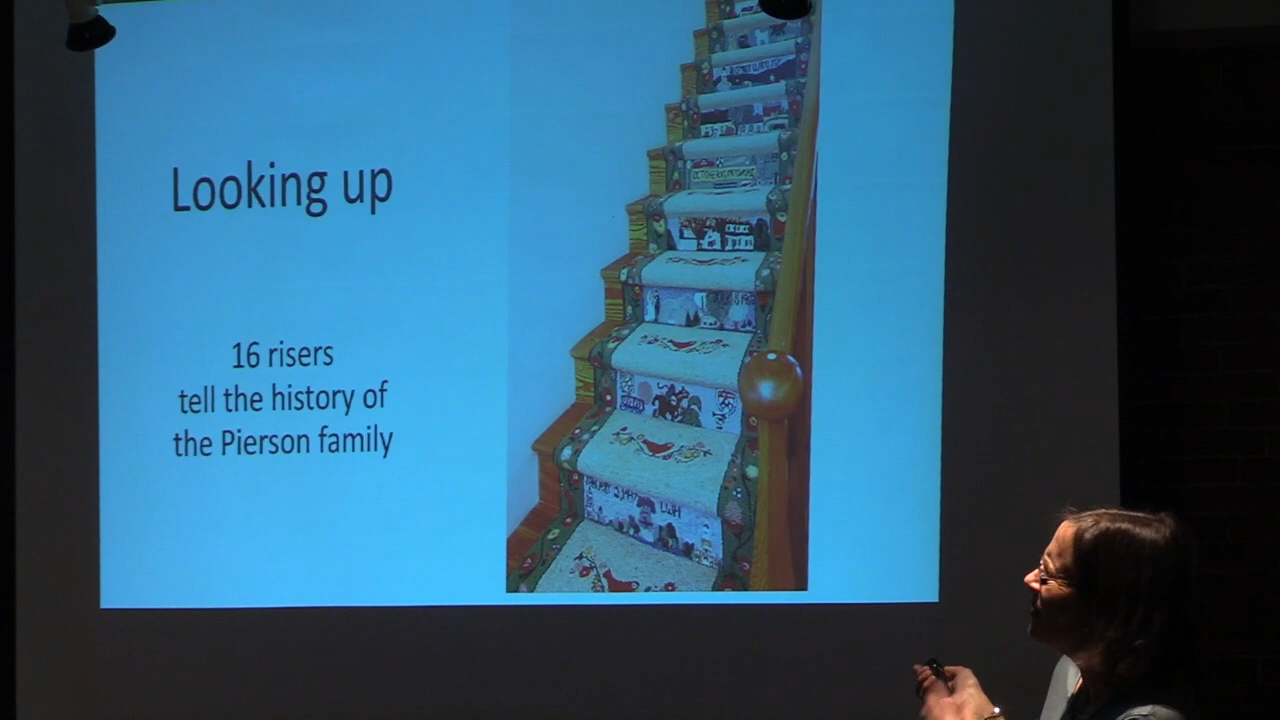 Looking up
16 risers
tell the history of
the Pierson family